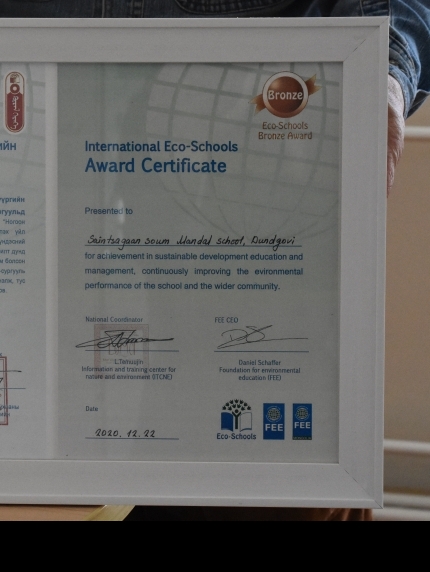 Bronze
Eco-Schools
Bronze Award
International Eco-Schools
Award Certificate
Presented to
Saintsagaan soum Mandal school, Dundgovi
for achievement in sustainable development education and
management, continuously improving the evironmental
performance of the school and the wider community.
National Coordinator
FEE CEO
L.Temuujin
Information and training center for
nature and environment (ITCNE)
Daniel Schaffer
Foundation for environmental
education (FEE)
Date
2020. 12. 22
Eco-Schools
FEE
FEE